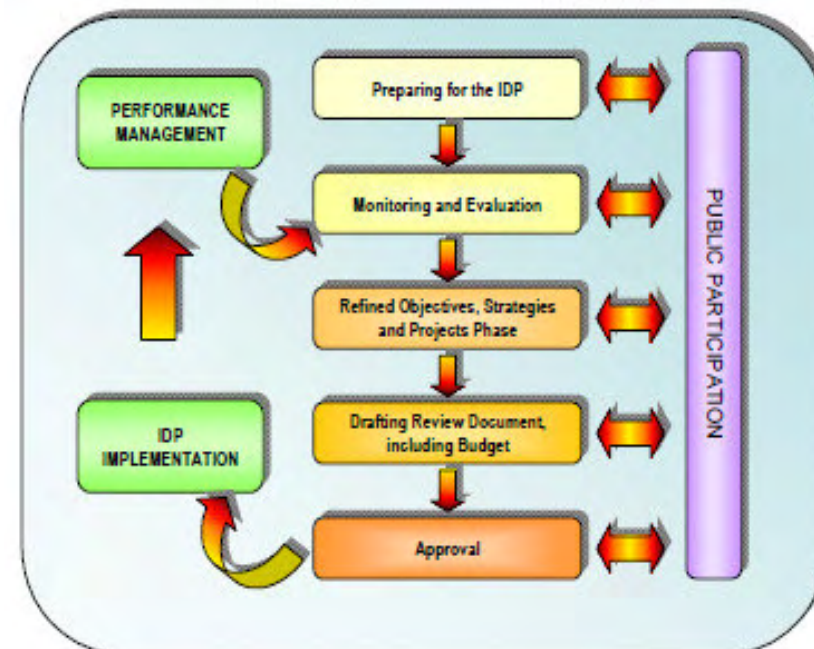 PERFORMANCE
MANAGEMENT
Preparing for the IDP
Monitoring and Evaluation
Refined Objectives, Strategies
and Projects Phase
IDP
IMPLEMENTATION
Drafting Review Document,
including Budget
Approval
PUBLIC PARTICIPATION